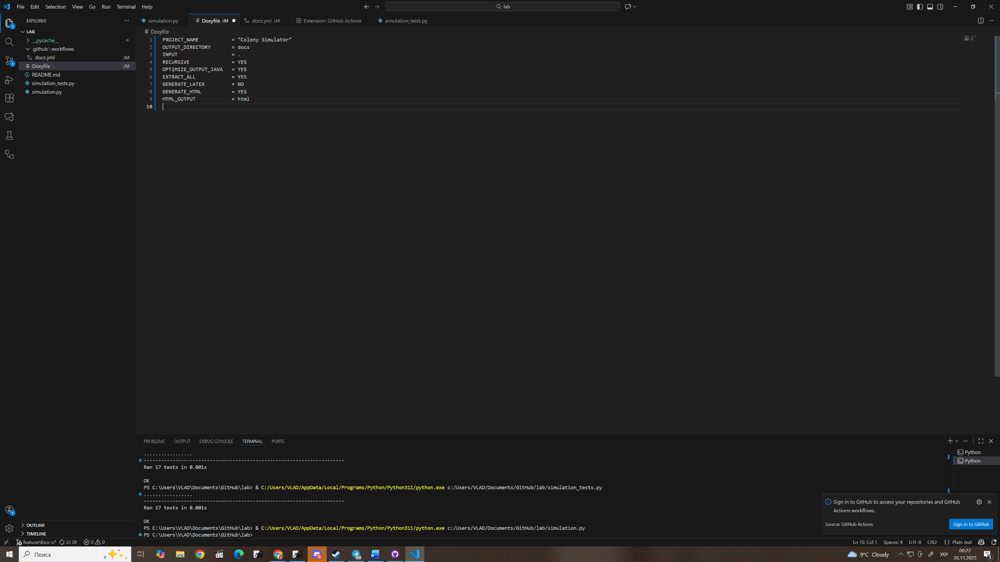 File Edit Selection View Go Run Terminal Help
lab
EXPLORER
simulation.py
Doxyfile ↓M
docs.yml ↓M
Extension: GitHub Actions
simulation_tests.py
LAB
__pycache__
.github\workflows
docs.yml ↓M
Doxyfile ↓M
README.md
simulation_tests.py
simulation.py
Doxyfile
1 PROJECT_NAME = "Colony Simulator"
2 OUTPUT_DIRECTORY = docs
3 INPUT = .
4 RECURSIVE = YES
5 OPTIMIZE_OUTPUT_JAVA = YES
6 EXTRACT_ALL = YES
7 GENERATE_LATEX = NO
8 GENERATE_HTML = YES
9 HTML_OUTPUT = html
10
PROBLEMS OUTPUT DEBUG CONSOLE TERMINAL PORTS
.................
----------------------------------------------------------------------
Ran 17 tests in 0.001s
OK
PS C:\Users\VLAD\Documents\GitHub\lab> & C:/Users/VLAD/AppData/Local/Programs/Python/Python311/python.exe c:/Users/VLAD/Documents/GitHub/lab/simulation_tests.py
.................
----------------------------------------------------------------------
Ran 17 tests in 0.001s
OK
PS C:\Users\VLAD\Documents\GitHub\lab> & C:/Users/VLAD/AppData/Local/Programs/Python/Python311/python.exe c:/Users/VLAD/Documents/GitHub/lab/simulation.py
PS C:\Users\VLAD\Documents\GitHub\lab>
Python
Python
Sign in to GitHub to access your repositories and GitHub
Actions workflows.
Source: GitHub Actions
Sign in to GitHub
OUTLINE
TIMELINE
feature/docs-ci* 2↓ 0↑ 0 0
Ln 10, Col 1 Spaces: 4 UTF-8 CRLF { } Plain Text
Поиск
9°C Cloudy
УКР
00:22
26.11.2025